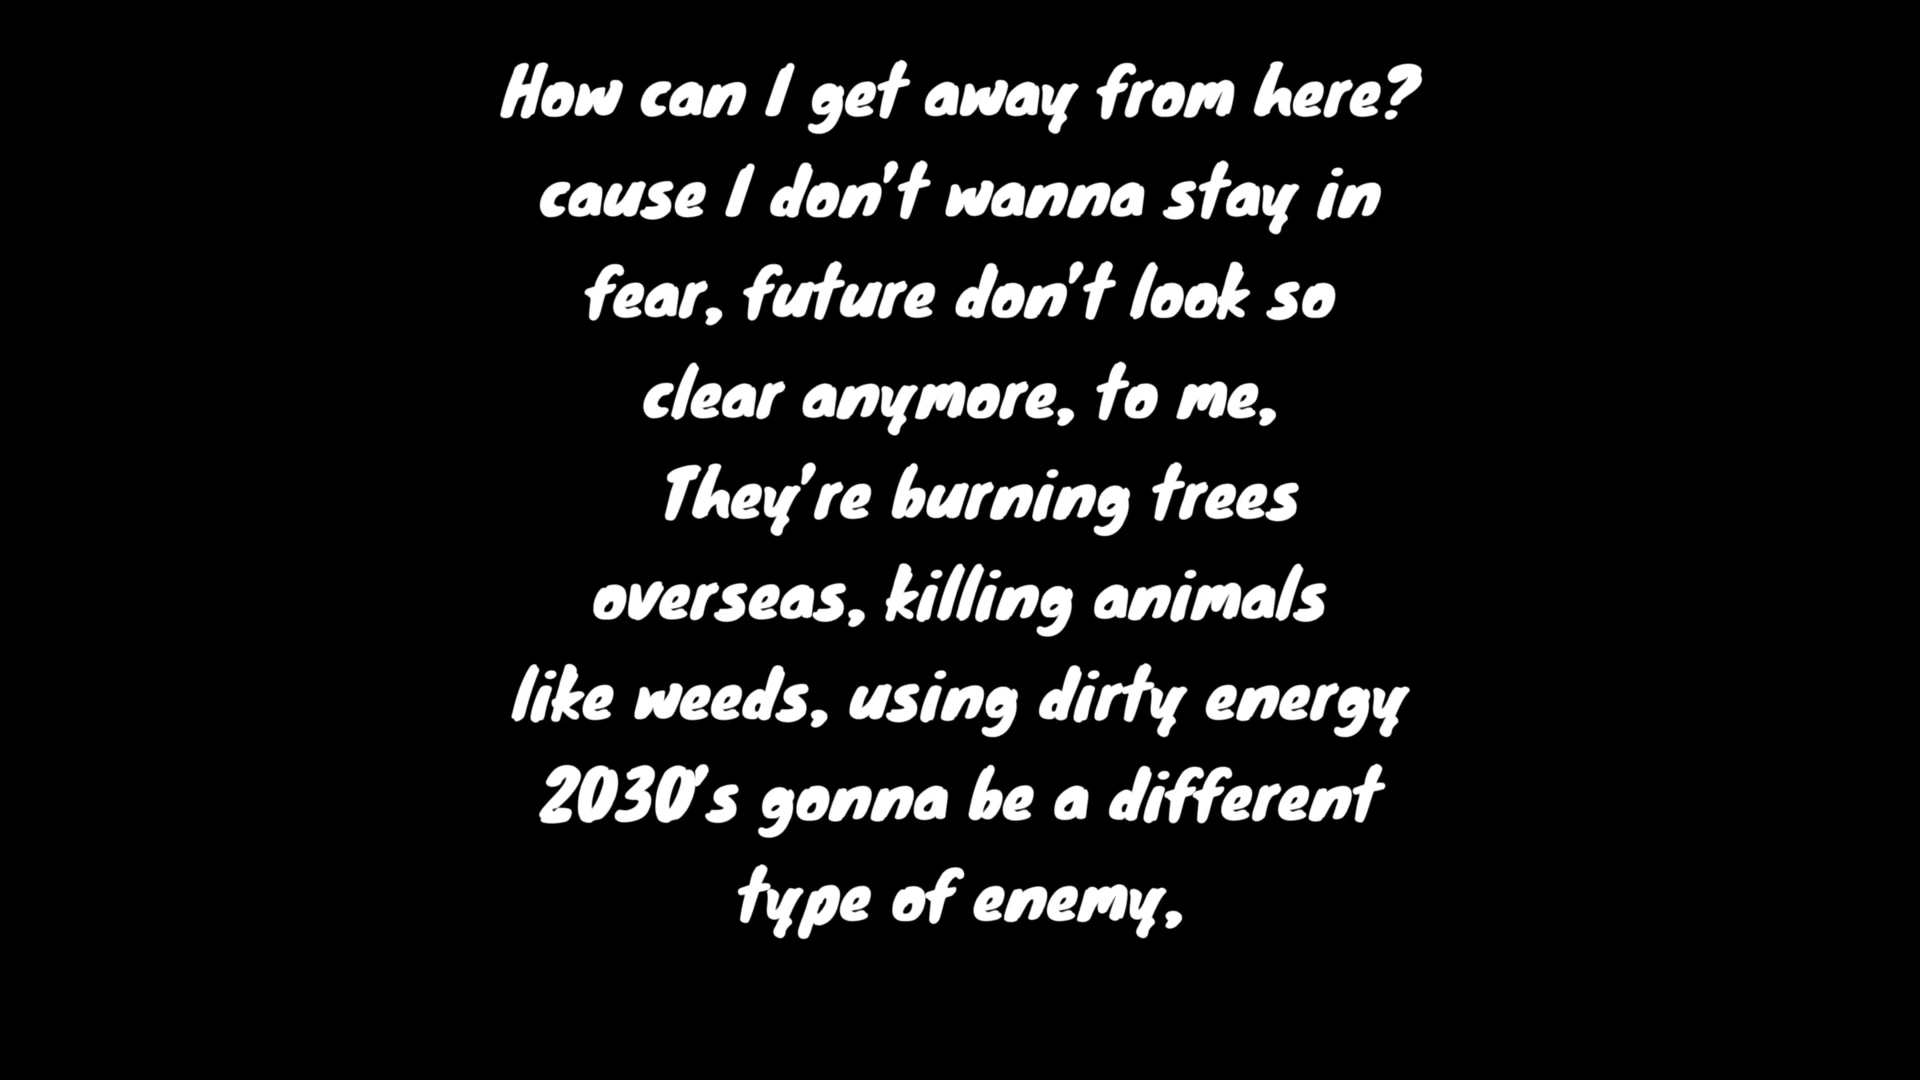 How can I get away from here?
cause I don't wanna stay in
fear, future don't look so
clear anymore, to me,
They're burning trees
overseas, killing animals
like weeds, using dirty energy
2030's gonna be a different
type of enemy,